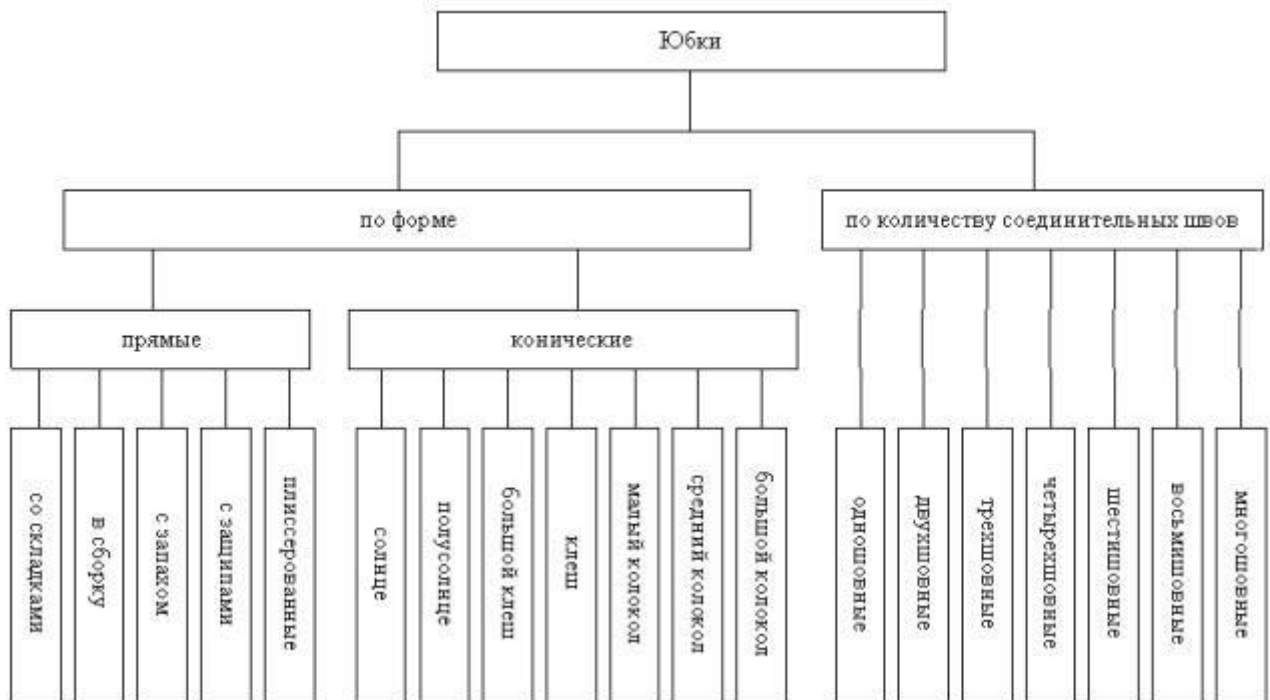 Юбки
по форме
по количеству соединительных швов
прямые
конические
со складками
в сборку
с запахом
с защипами
плиссерованные
солнце
полусолнце
большой клеш
клеш
малый колокол
средний колокол
большой колокол
одношовные
двухшовные
трехшовные
четырехшовные
шестишовные
восьмишовные
многошовные